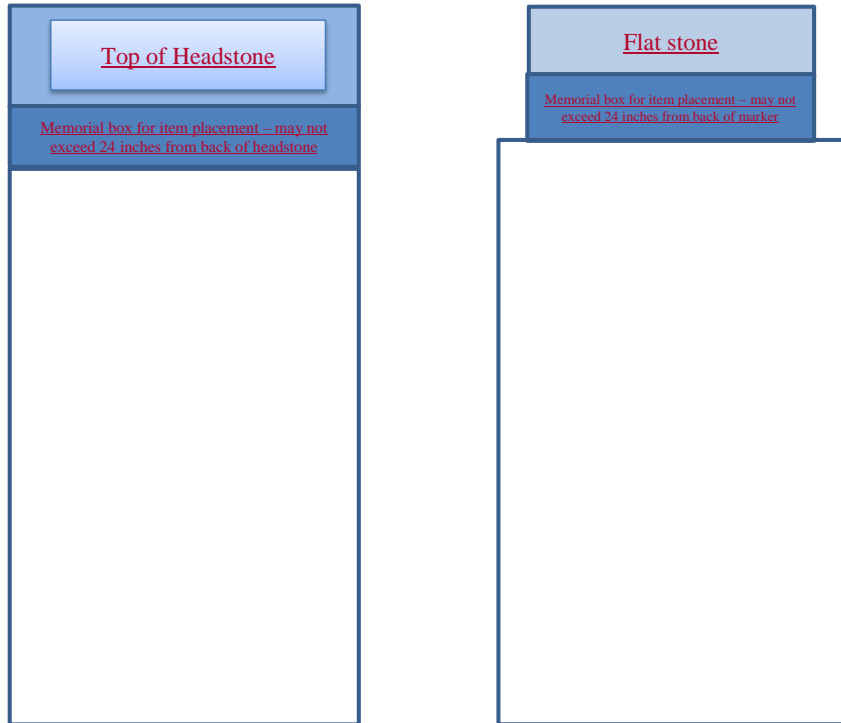 Top of Headstone
Memorial box for item placement – may not
exceed 24 inches from back of headstone
Flat stone
Memorial box for item placement – may not
exceed 24 inches from back of marker